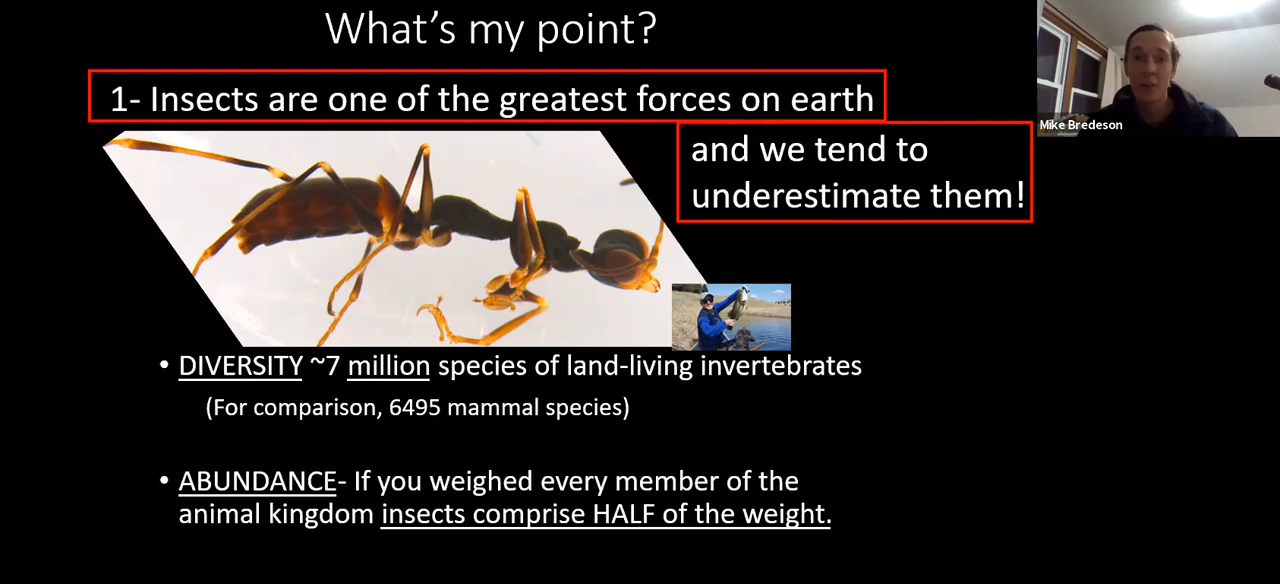 What's my point?
Mike Bredeson
1- Insects are one of the greatest forces on earth
and we tend to
underestimate them!
• DIVERSITY ~7 million species of land-living invertebrates
(For comparison, 6495 mammal species)
• ABUNDANCE- If you weighed every member of the
animal kingdom insects comprise HALF of the weight.